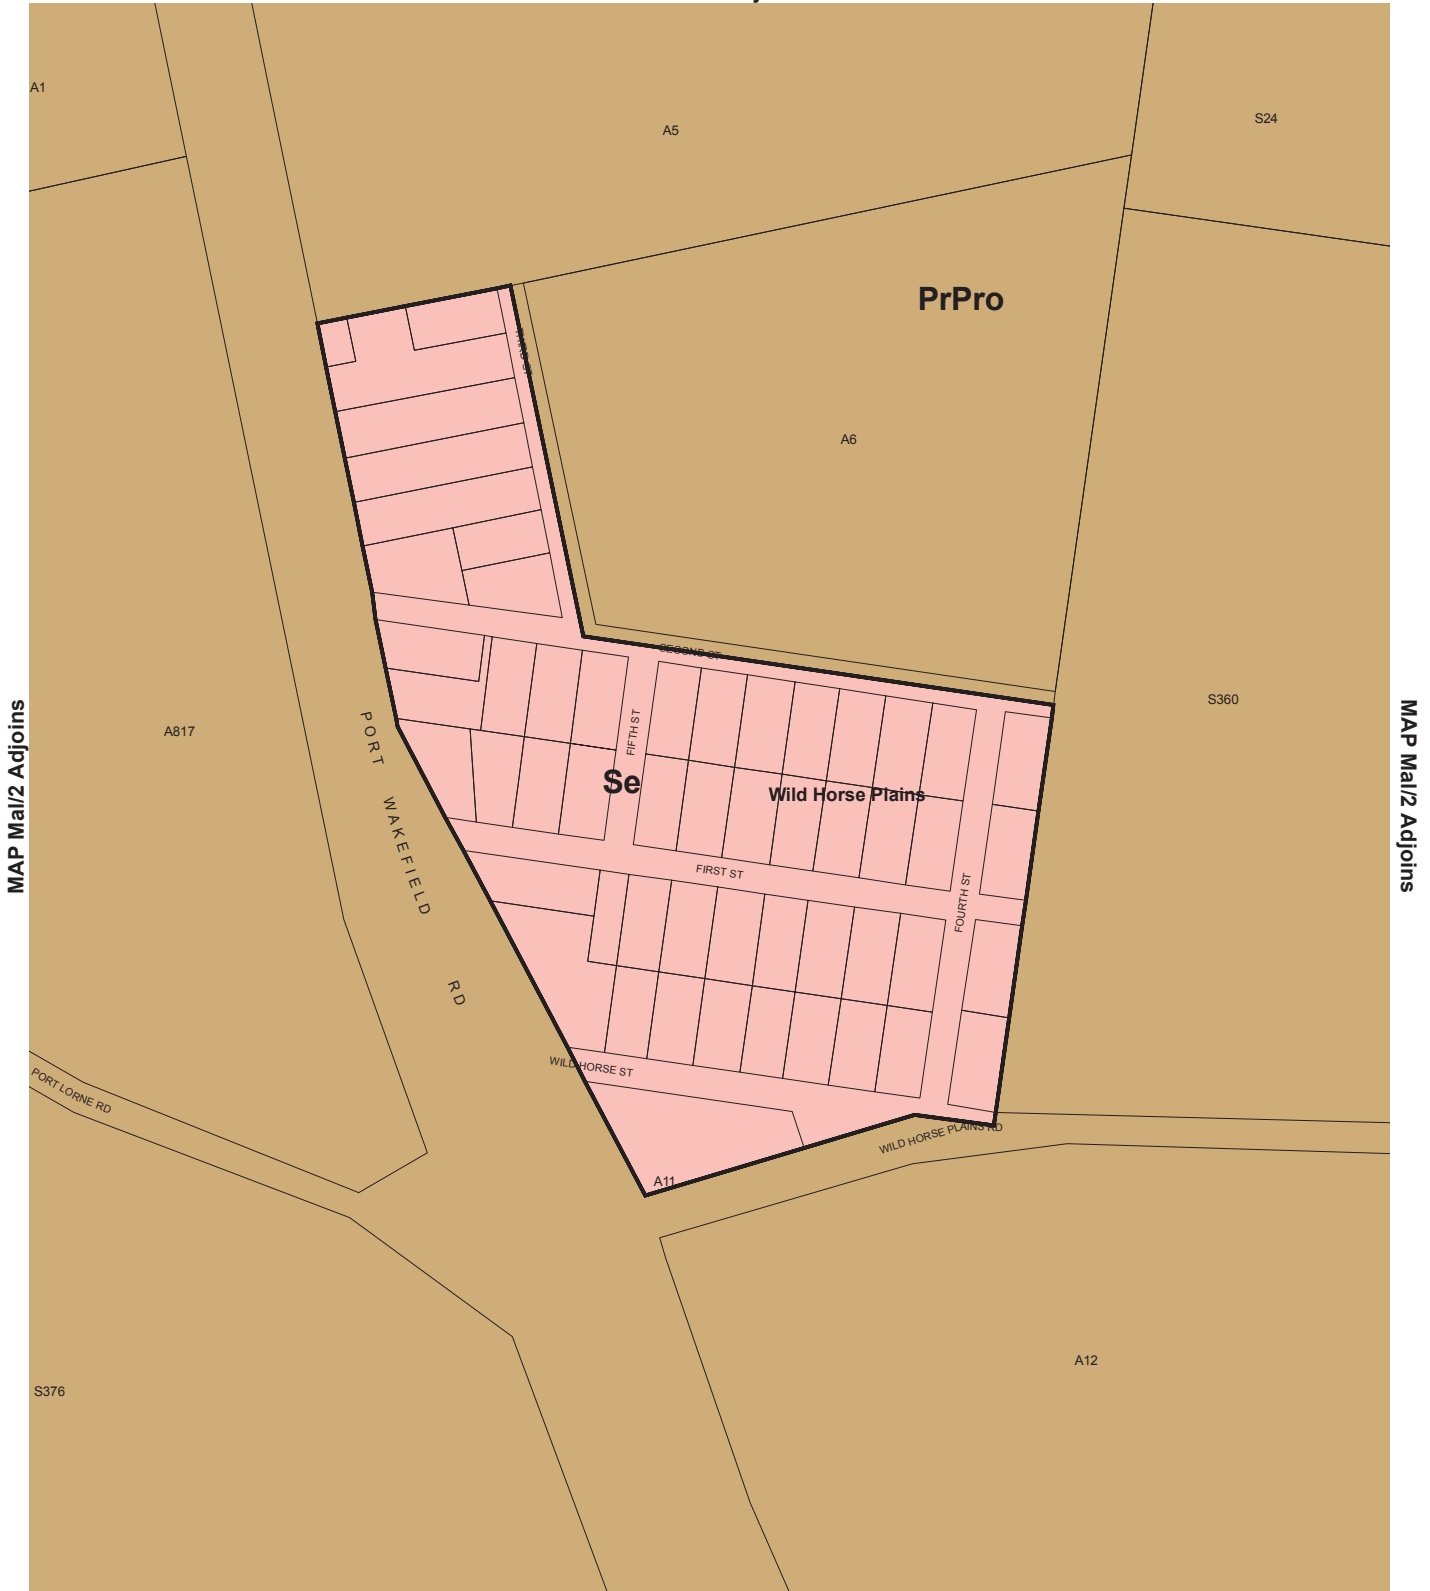 A1
A5
S24
PrPro
THIRD ST
A6
SECOND ST
S360
MAP Mal/2 Adjoins
MAP Mal/2 Adjoins
A817
PORT WAKEFIELD RD
FIFTH ST
Se
Wild Horse Plains
FIRST ST
FOURTH ST
WILD HORSE ST
PORT LORNE RD
WILD HORSE PLAINS RD
A11
A12
S376